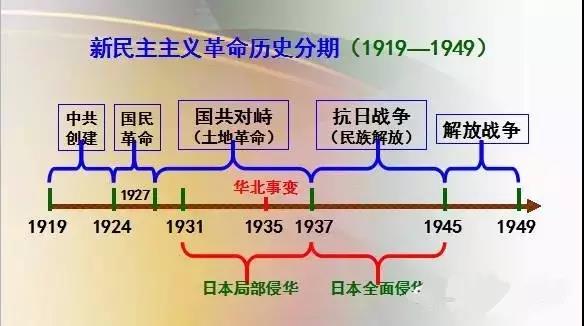 新民主主义革命历史分期（1919—1949）
中共
创建
国民
革命
国共对峙
（土地革命）
抗日战争
（民族解放）
解放战争
1927
华北事变
1919
1924
1931
1935
1937
1945
1949
日本局部侵华
日本全面侵华